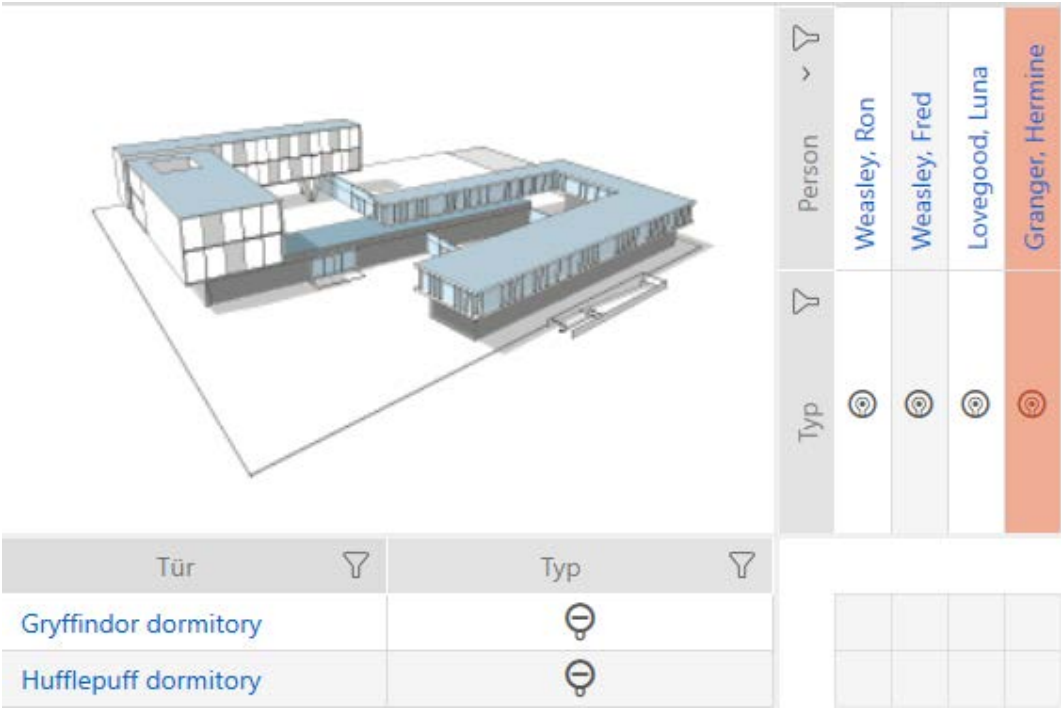 Person
Weasley, Ron
Weasley, Fred
Lovegood, Luna
Granger, Hermine
Typ
Tür
Typ
Gryffindor dormitory
Hufflepuff dormitory